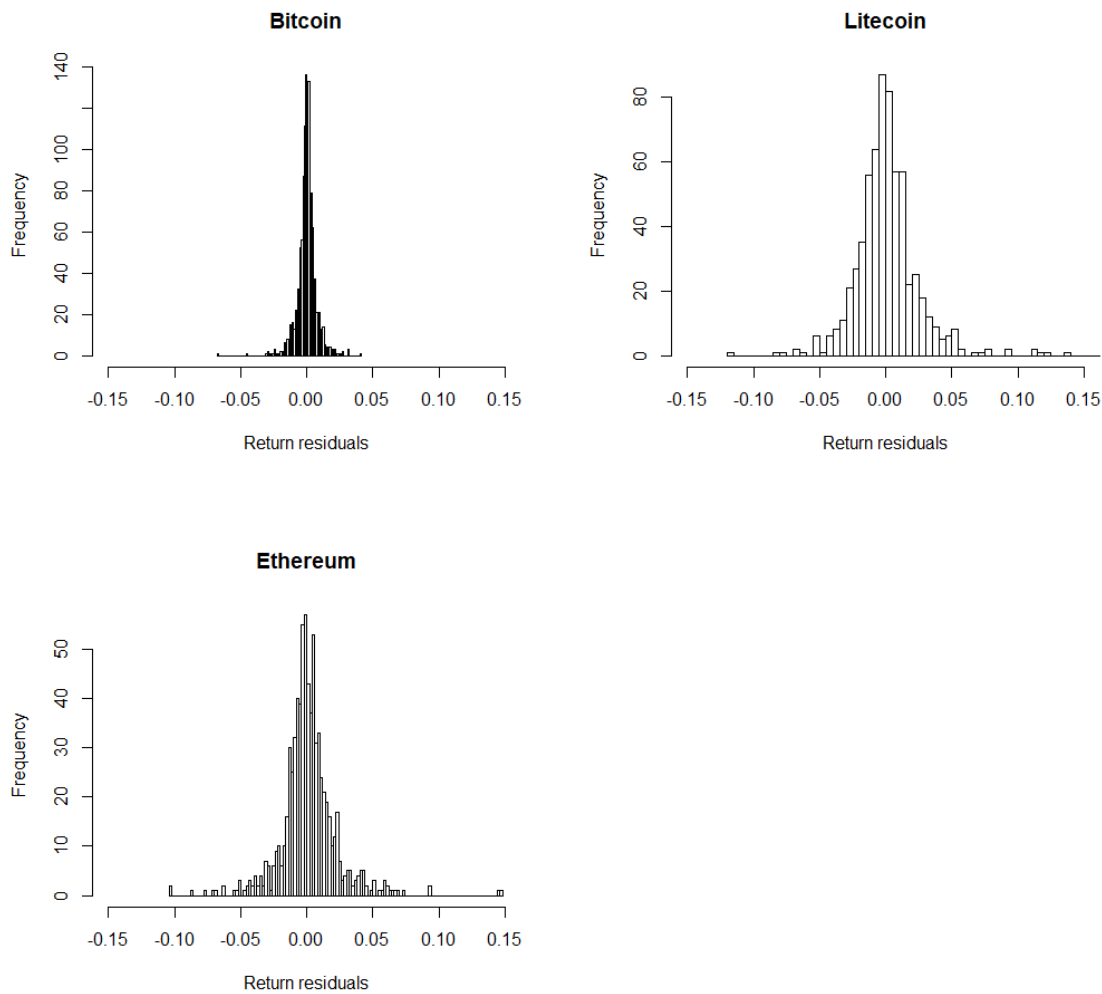 Bitcoin
Frequency
0 20 40 60 80 100 140
-0.15 -0.10 -0.05 0.00 0.05 0.10 0.15
Return residuals
Litecoin
Frequency
0 20 40 60 80
-0.15 -0.10 -0.05 0.00 0.05 0.10 0.15
Return residuals
Ethereum
Frequency
0 10 20 30 40 50
-0.15 -0.10 -0.05 0.00 0.05 0.10 0.15
Return residuals